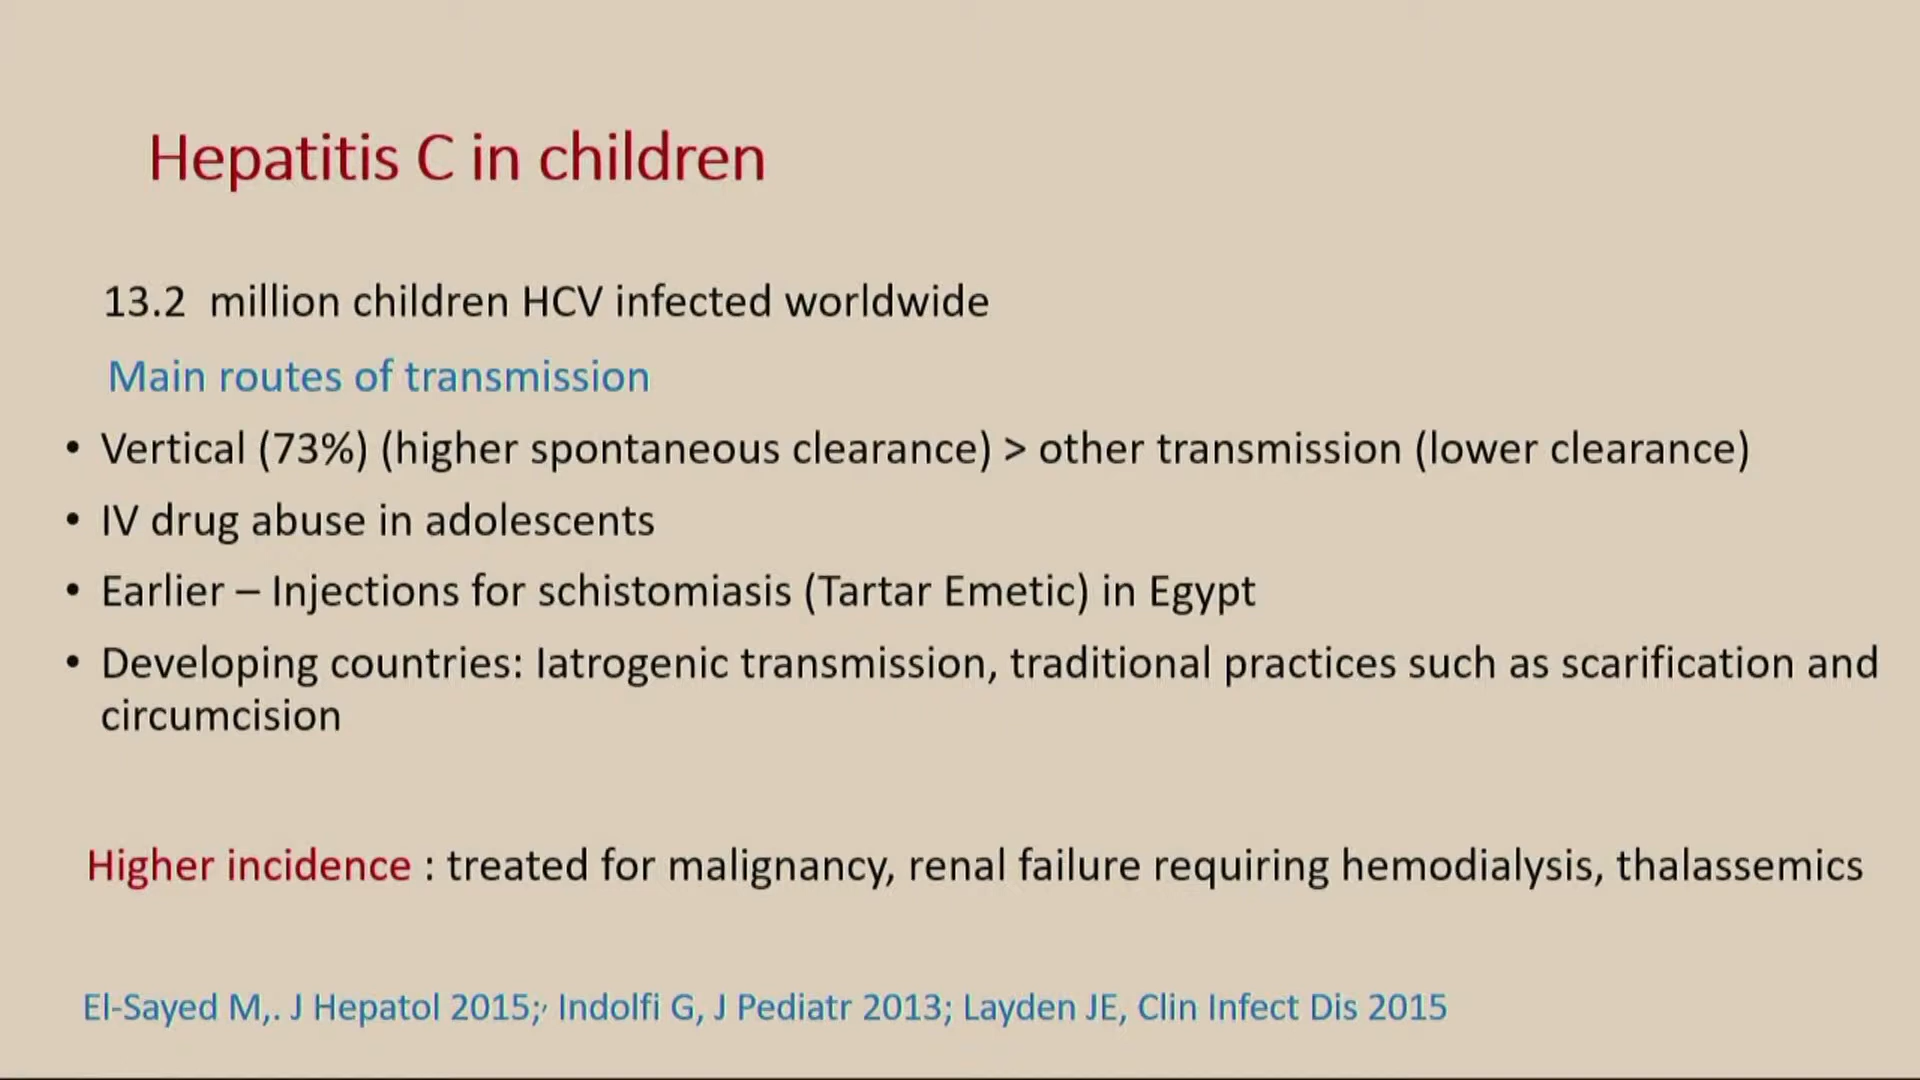 Hepatitis C in children
13.2 million children HCV infected worldwide
Main routes of transmission
• Vertical (73%) (higher spontaneous clearance) > other transmission (lower clearance)
• IV drug abuse in adolescents
• Earlier – Injections for schistomiasis (Tartar Emetic) in Egypt
• Developing countries: Iatrogenic transmission, traditional practices such as scarification and
circumcision
Higher incidence : treated for malignancy, renal failure requiring hemodialysis, thalassemics
El-Sayed M,. J Hepatol 2015;, Indolfi G, J Pediatr 2013; Layden JE, Clin Infect Dis 2015